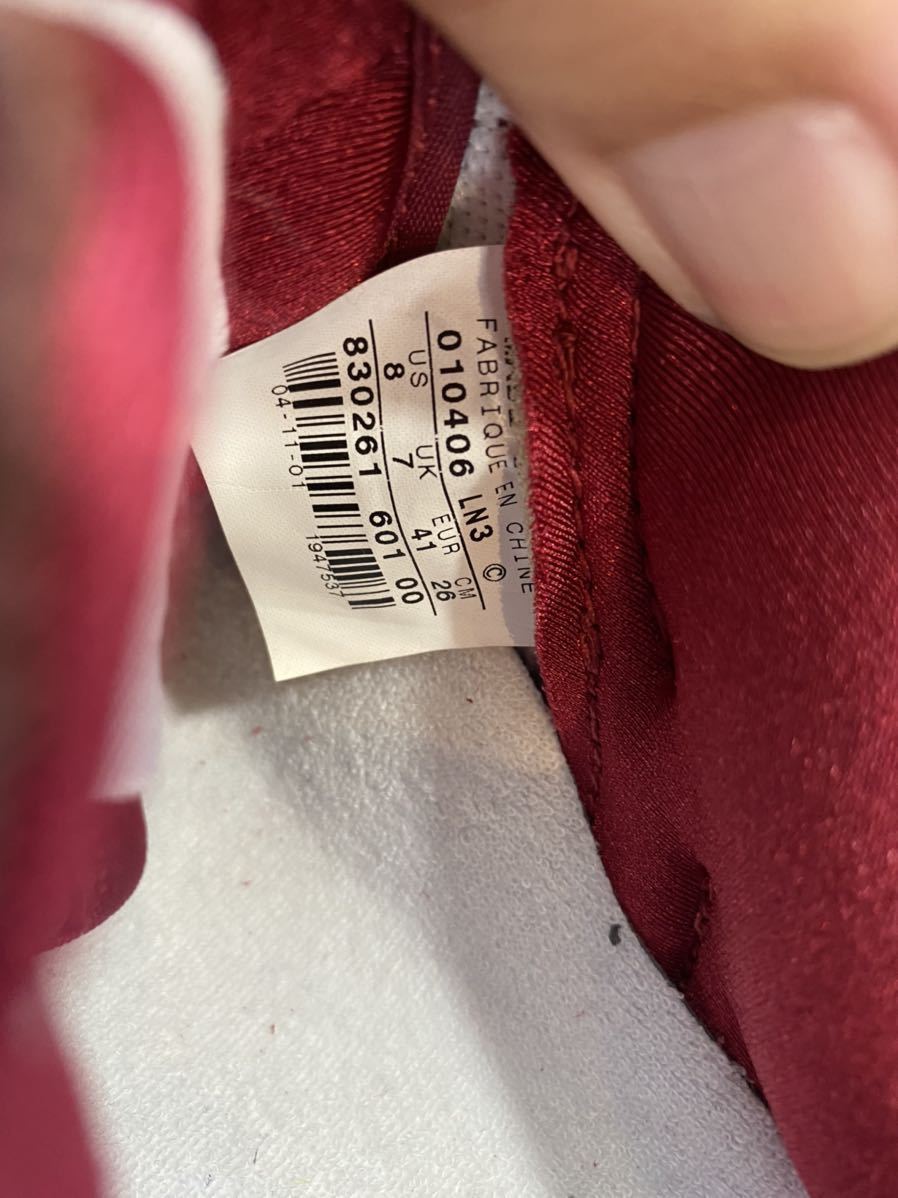 FABRIQUE EN CHINE
010406 LN3 ©
US UK EUR CM
8 7 41 26
830261 601 00
04-11-01 1947537